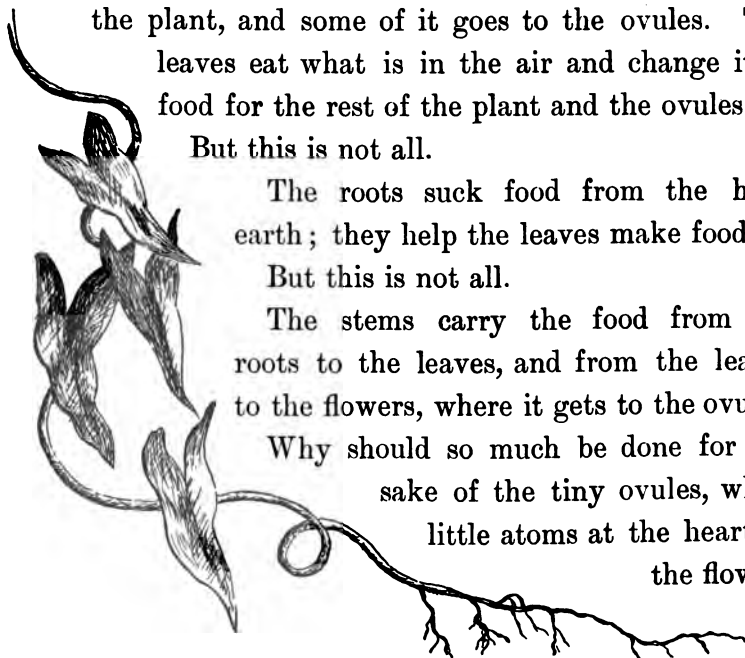 the plant, and some of it goes to the ovules.
leaves eat what is in the air and change
food for the rest of the plant and the ovules
But this is not all.
The roots suck food from the
earth; they help the leaves make food
But this is not all.
The stems carry the food from
roots to the leaves, and from the
to the flowers, where it gets to the
Why should so much be done for
sake of the tiny ovules,
little atoms at the heart
the